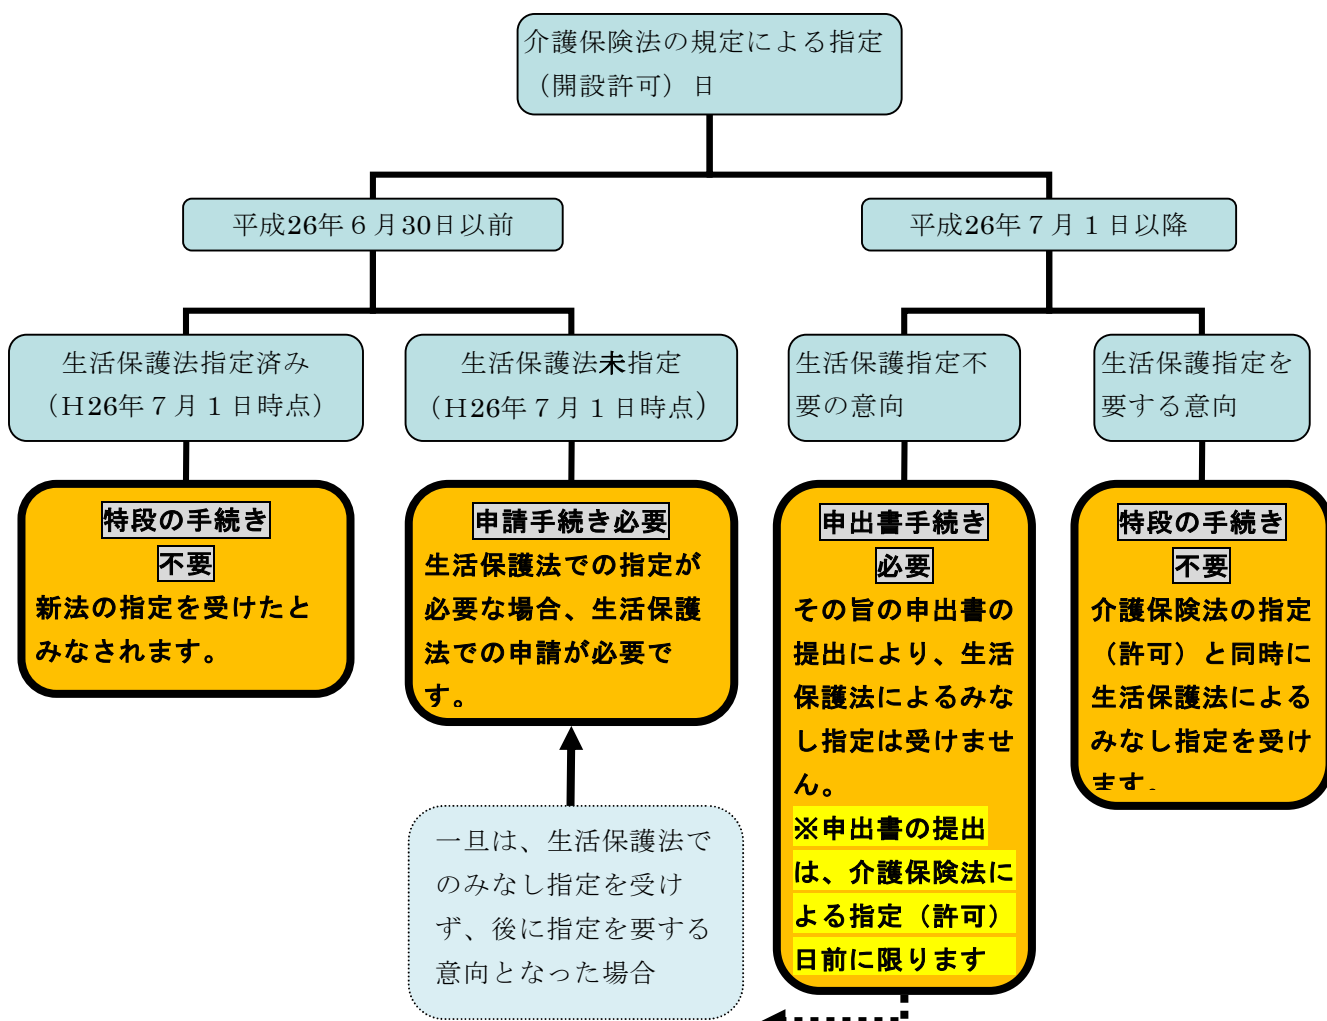 介護保険法の規定による指定
（開設許可）日
平成26年６月30日以前
平成26年７月１日以降
生活保護法指定済み
（Ｈ26年７月１日時点）
生活保護法未指定
（Ｈ26年７月１日時点）
生活保護指定不
要の意向
生活保護指定を
要する意向
特段の手続き
不要
新法の指定を受けたと
みなされます。
申請手続き必要
生活保護法での指定が
必要な場合、生活保護
法での申請が必要で
す。
申出書手続き
必要
その旨の申出書の
提出により、生活
保護法によるみな
し指定は受けませ
ん。
※申出書の提出
は、介護保険法に
よる指定（許可）
日前に限ります
特段の手続き
不要
介護保険法の指定
（許可）と同時に
生活保護法による
みなし指定を受け
ます。
一旦は、生活保護法で
のみなし指定を受け
ず、後に指定を要する
意向となった場合